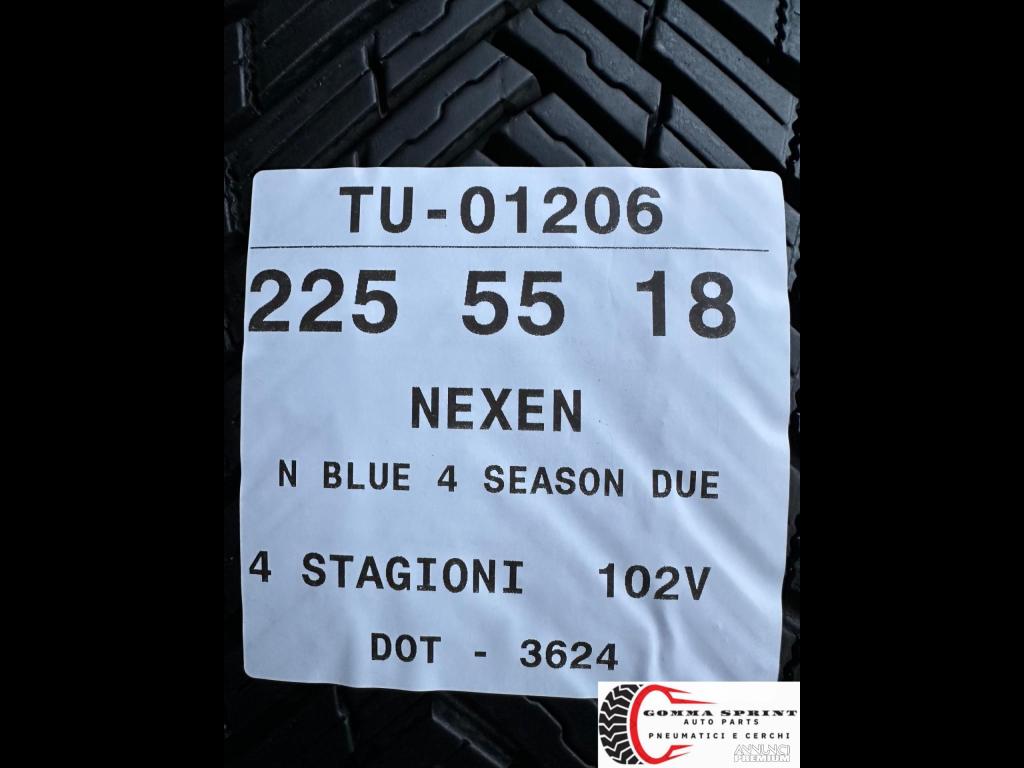 TU-01206
225 55 18
NEXEN
N BLUE 4 SEASON DUE
4 STAGIONI 102V
DOT - 3624
GOMMA SPRINT
AUTO PARTS
PNEUMATICI E CERCHI
ANNUNCI
PREMIUM